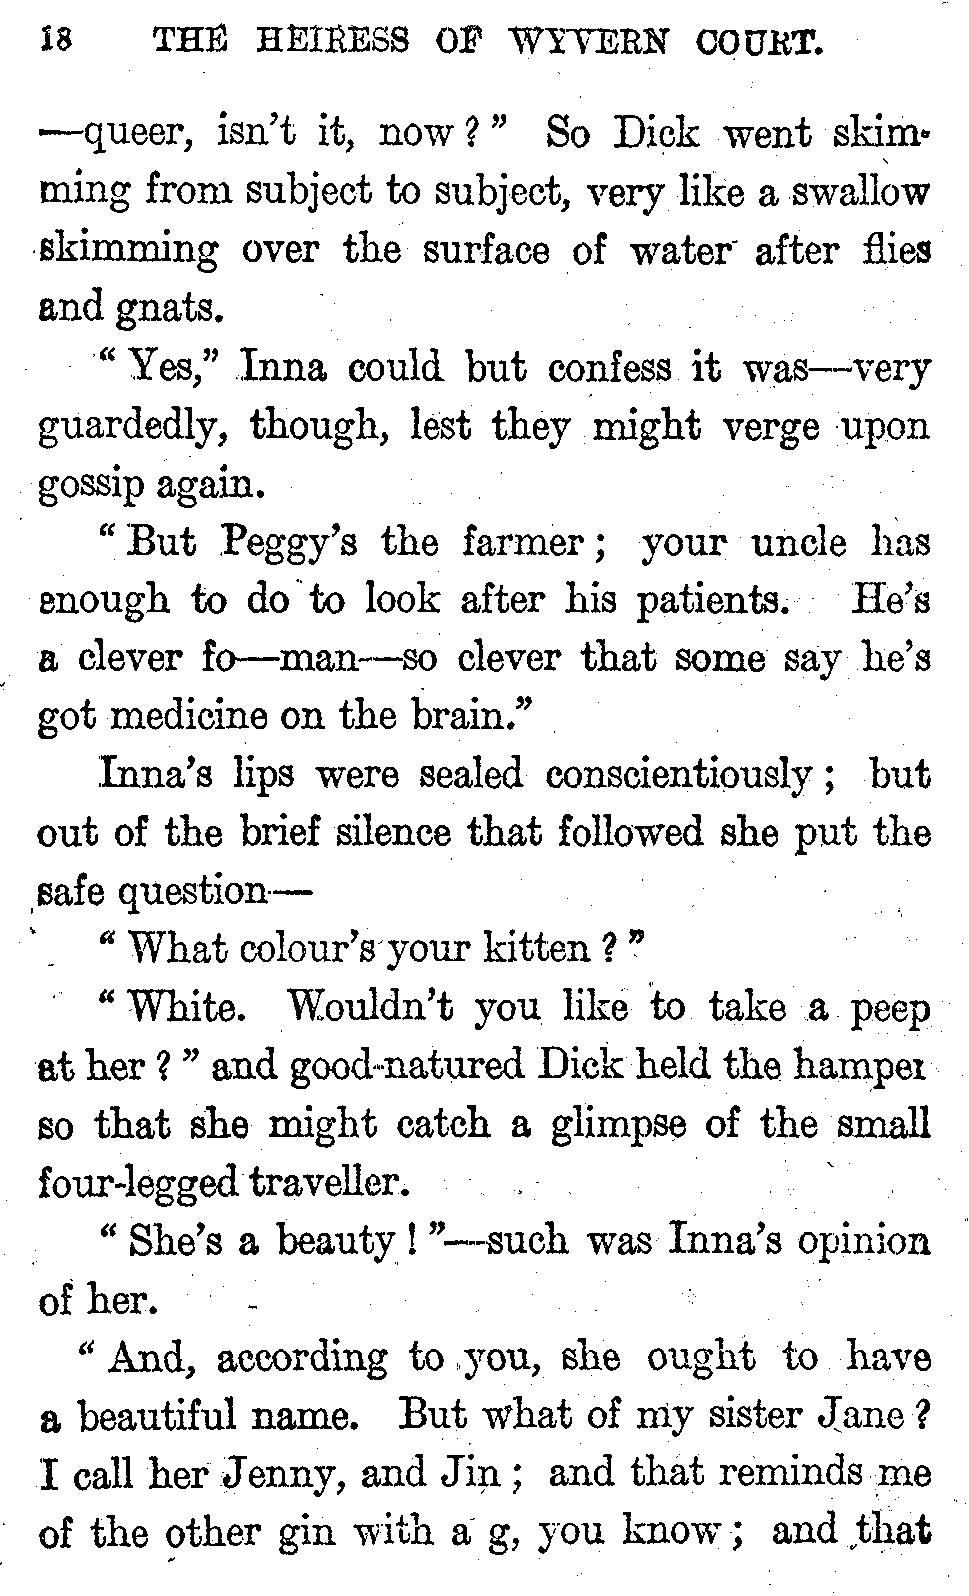 18 THE HEIRESS OF WYVERN COURT.
—queer, isn't it, now?" So Dick went skim-
ming from subject to subject, very like a swallow
skimming over the surface of water after flies
and gnats.
"Yes," Inna could but confess it was—very
guardedly, though, lest they might verge upon
gossip again.
"But Peggy's the farmer; your uncle has
enough to do to look after his patients. He's
a clever fo—man—so clever that some say he's
got medicine on the brain."
Inna's lips were sealed conscientiously; but
out of the brief silence that followed she put the
safe question—
"What colour's your kitten?"
"White. Wouldn't you like to take a peep
at her?" and good-natured Dick held the hamper
so that she might catch a glimpse of the small
four-legged traveller.
"She's a beauty!"—such was Inna's opinion
of her.
"And, according to you, she ought to have
a beautiful name. But what of my sister Jane?
I call her Jenny, and Jin; and that reminds me
of the other gin with a g, you know; and that